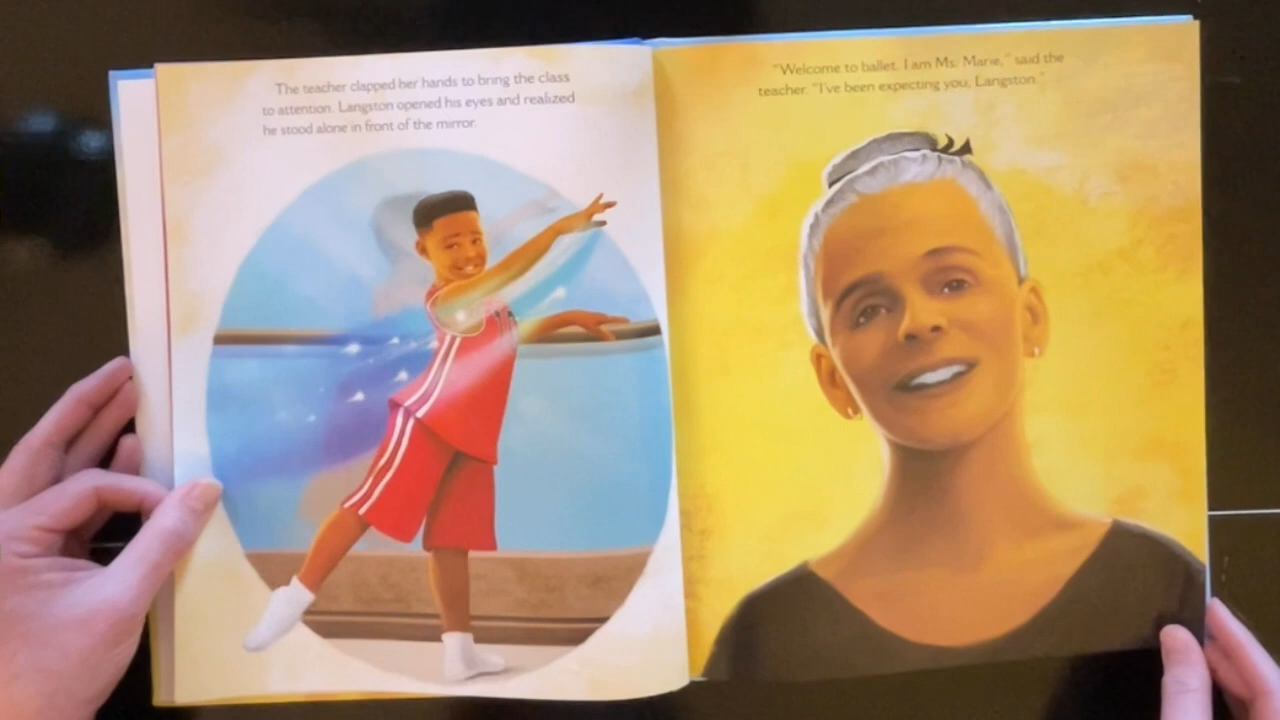 The teacher clapped her hands to bring the class
to attention. Langston opened his eyes and realized
he stood alone in front of the mirror.
"Welcome to ballet. I am Ms. Marie," said the
teacher. "I've been expecting you, Langston."